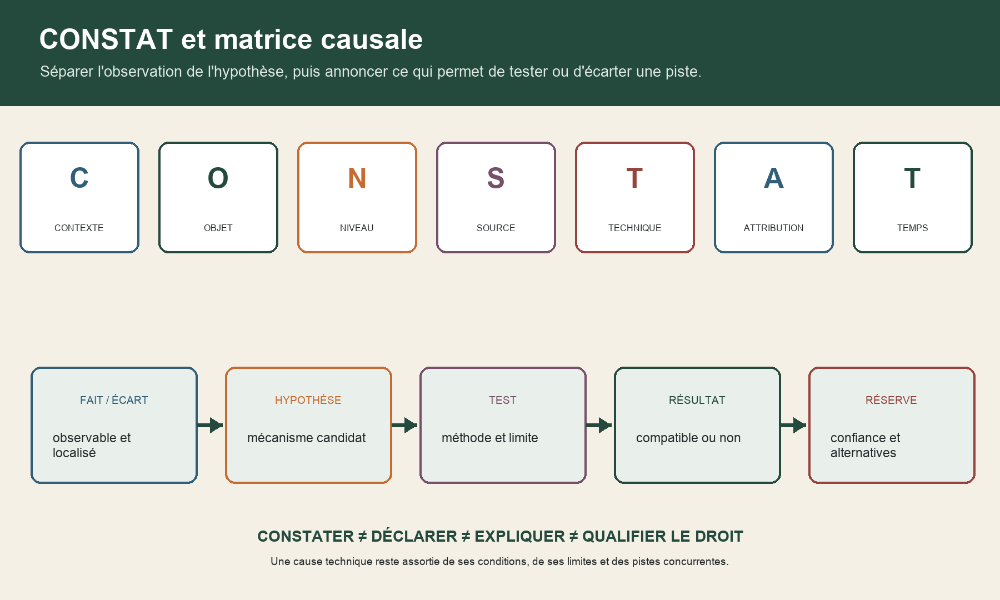 CONSTAT et matrice causale
Séparer l'observation de l'hypothèse, puis annoncer ce qui permet de tester ou d'écarter une piste.
C
O
N
S
T
A
T
CONTEXTE
OBJET
NIVEAU
SOURCE
TECHNIQUE
ATTRIBUTION
TEMPS
FAIT / ÉCART
observable et
localisé
HYPOTHÈSE
mécanisme candidat
TEST
méthode et limite
RÉSULTAT
compatible ou non
RÉSERVE
confiance et
alternatives
CONSTATER ≠ DÉCLARER ≠ EXPLIQUER ≠ QUALIFIER LE DROIT
Une cause technique reste assortie de ses conditions, de ses limites et des pistes concurrentes.